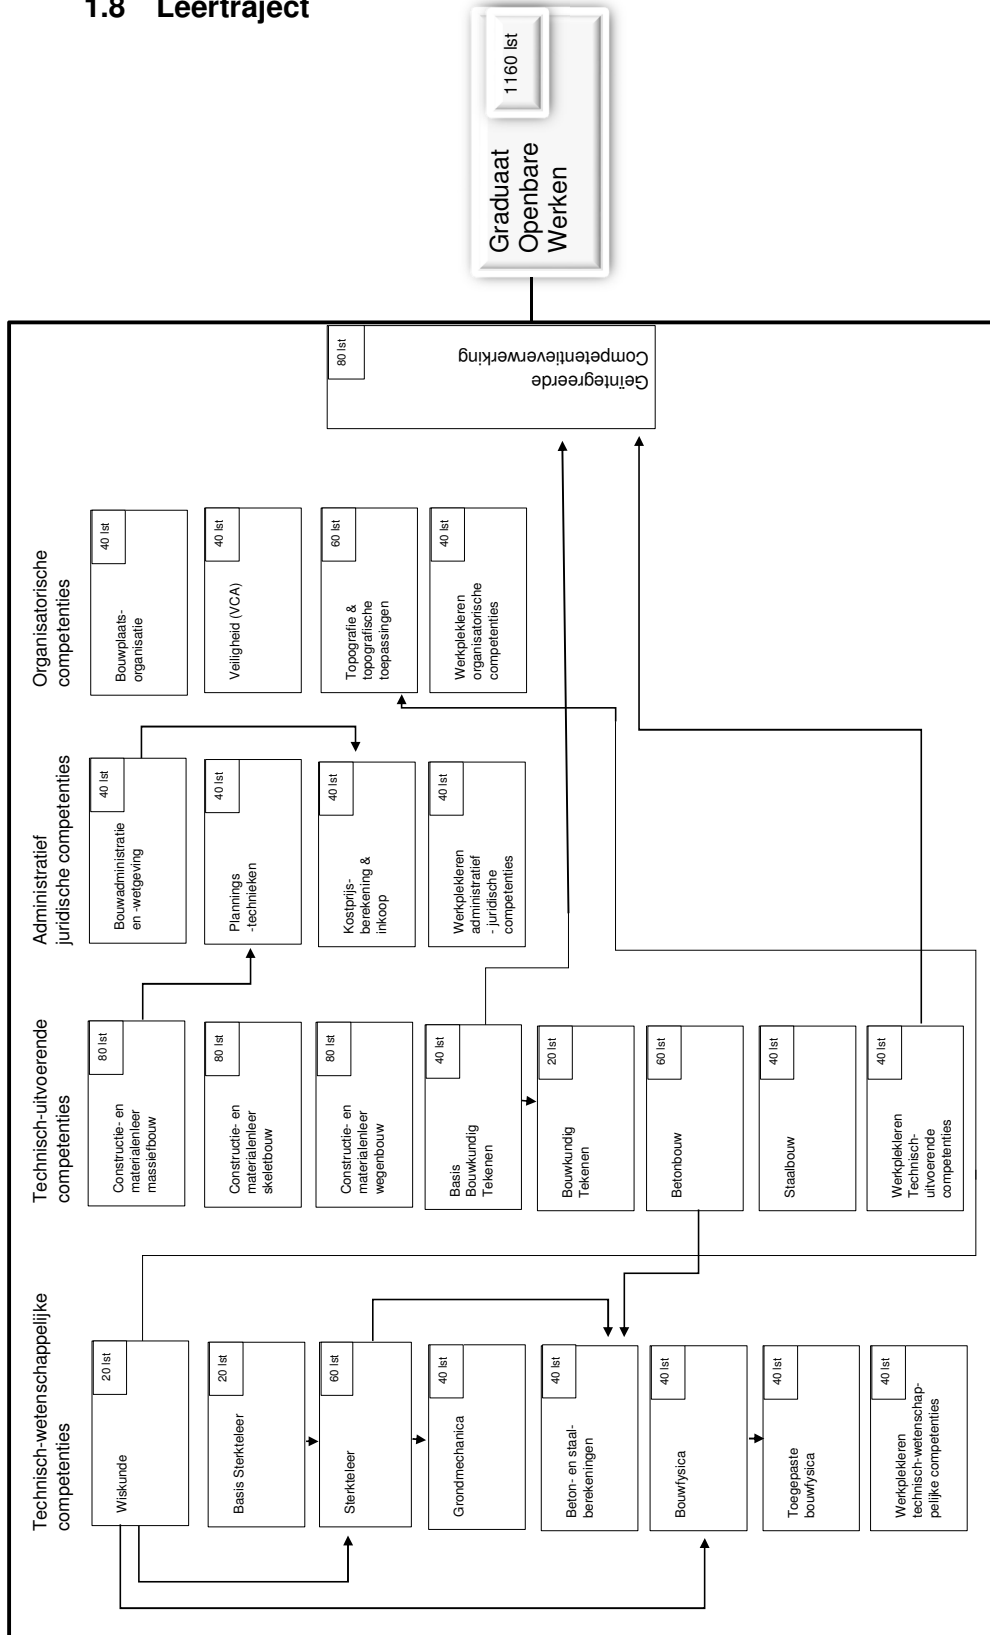 1.8 Leertraject
Graduaat
Openbare
Werken
1160 lst
Technisch-wetenschappelijke
competenties
Wiskunde
20 lst
Basis Sterkteleer
20 lst
Sterkteleer
60 lst
Grondmechanica
40 lst
Beton- en staal-
berekeningen
40 lst
Bouwfysica
40 lst
Toegepaste
bouwfysica
40 lst
Werkplekleren
technisch-wetenschap-
pelijke competenties
40 lst
Technisch-uitvoerende
competenties
Constructie- en
materialenleer
massiefbouw
80 lst
Constructie- en
materialenleer
skeletbouw
80 lst
Constructie- en
materialenleer
wegenbouw
80 lst
Basis
Bouwkundig
Tekenen
40 lst
Bouwkundig
Tekenen
20 lst
Betonbouw
60 lst
Staalbouw
40 lst
Werkplekleren
Technisch-
uitvoerende
competenties
40 lst
Administratief
juridische competenties
Bouwadministratie
en -wetgeving
40 lst
Plannings
-technieken
40 lst
Kostprijs-
berekening &
inkoop
40 lst
Werkplekleren
administratief
- juridische
competenties
40 lst
Organisatorische
competenties
Bouwplaats-
organisatie
40 lst
Veiligheid (VCA)
40 lst
Topografie &
topografische
toepassingen
60 lst
Werkplekleren
organisatorische
competenties
40 lst
Geïntegreerde
Competentieverwerking
80 lst